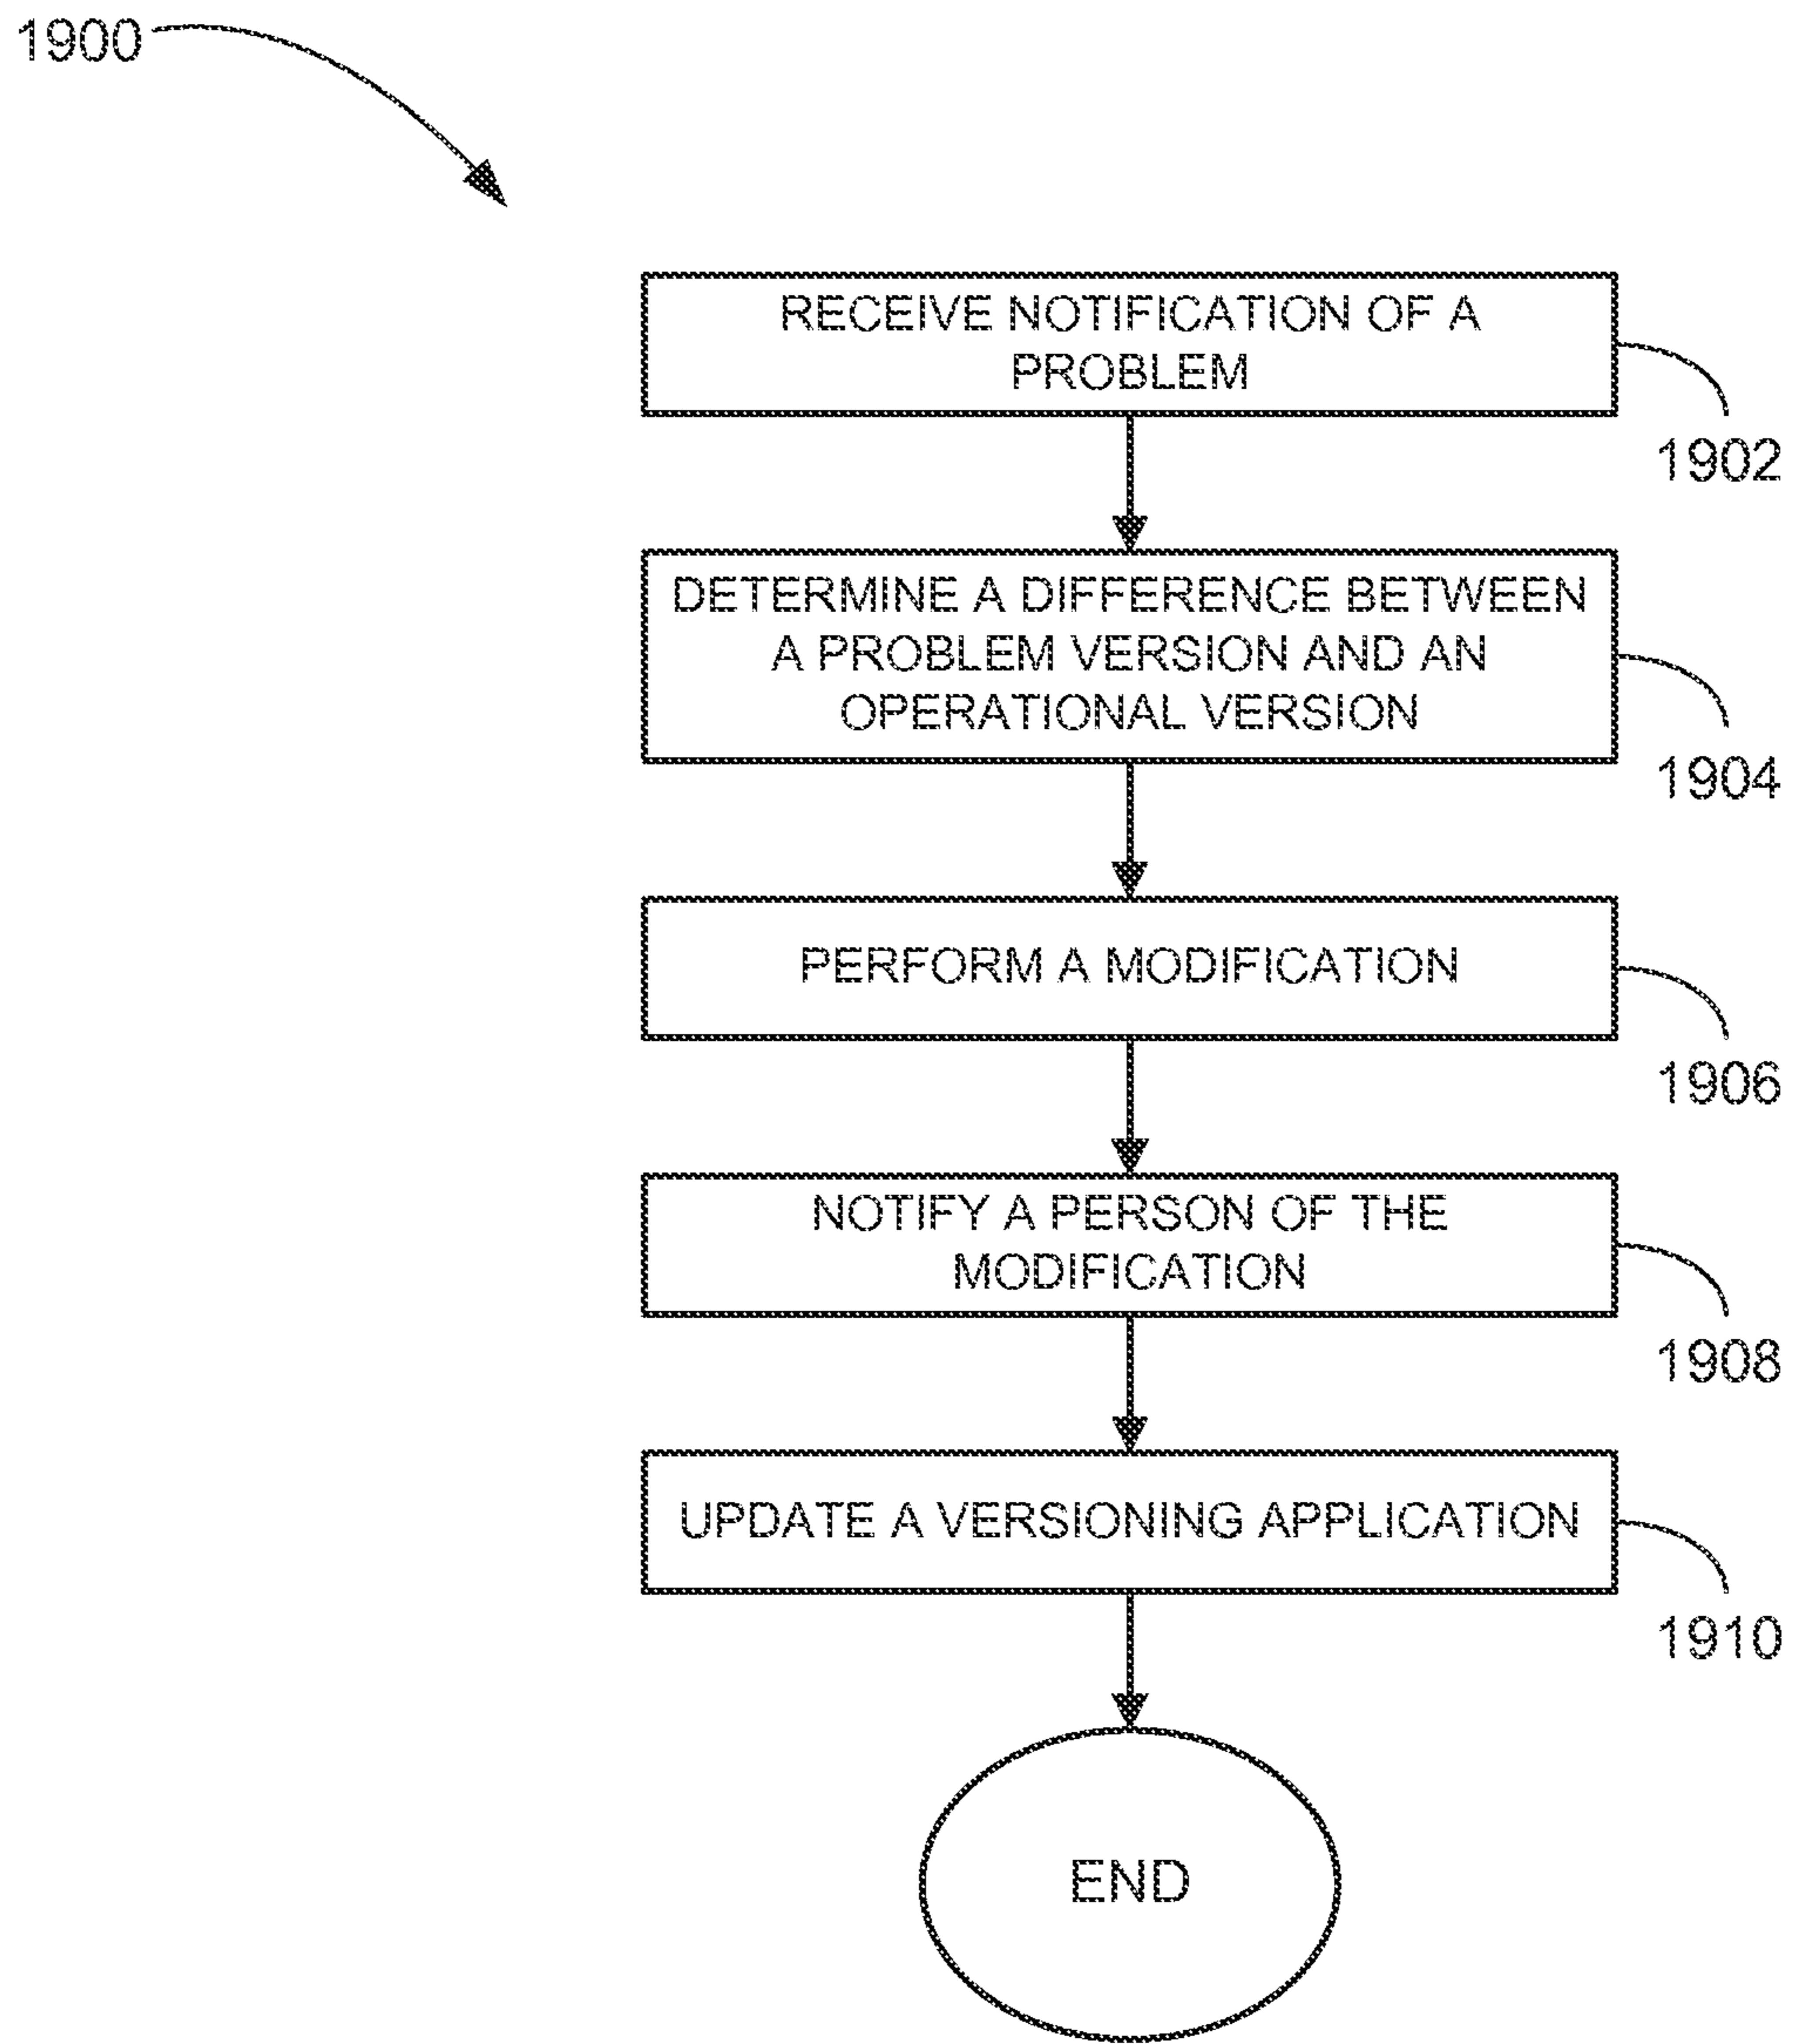 1900
RECEIVE NOTIFICATION OF A
PROBLEM
1902
DETERMINE A DIFFERENCE BETWEEN
A PROBLEM VERSION AND AN
OPERATIONAL VERSION
1904
PERFORM A MODIFICATION
1906
NOTIFY A PERSON OF THE
MODIFICATION
1908
UPDATE A VERSIONING APPLICATION
1910
END